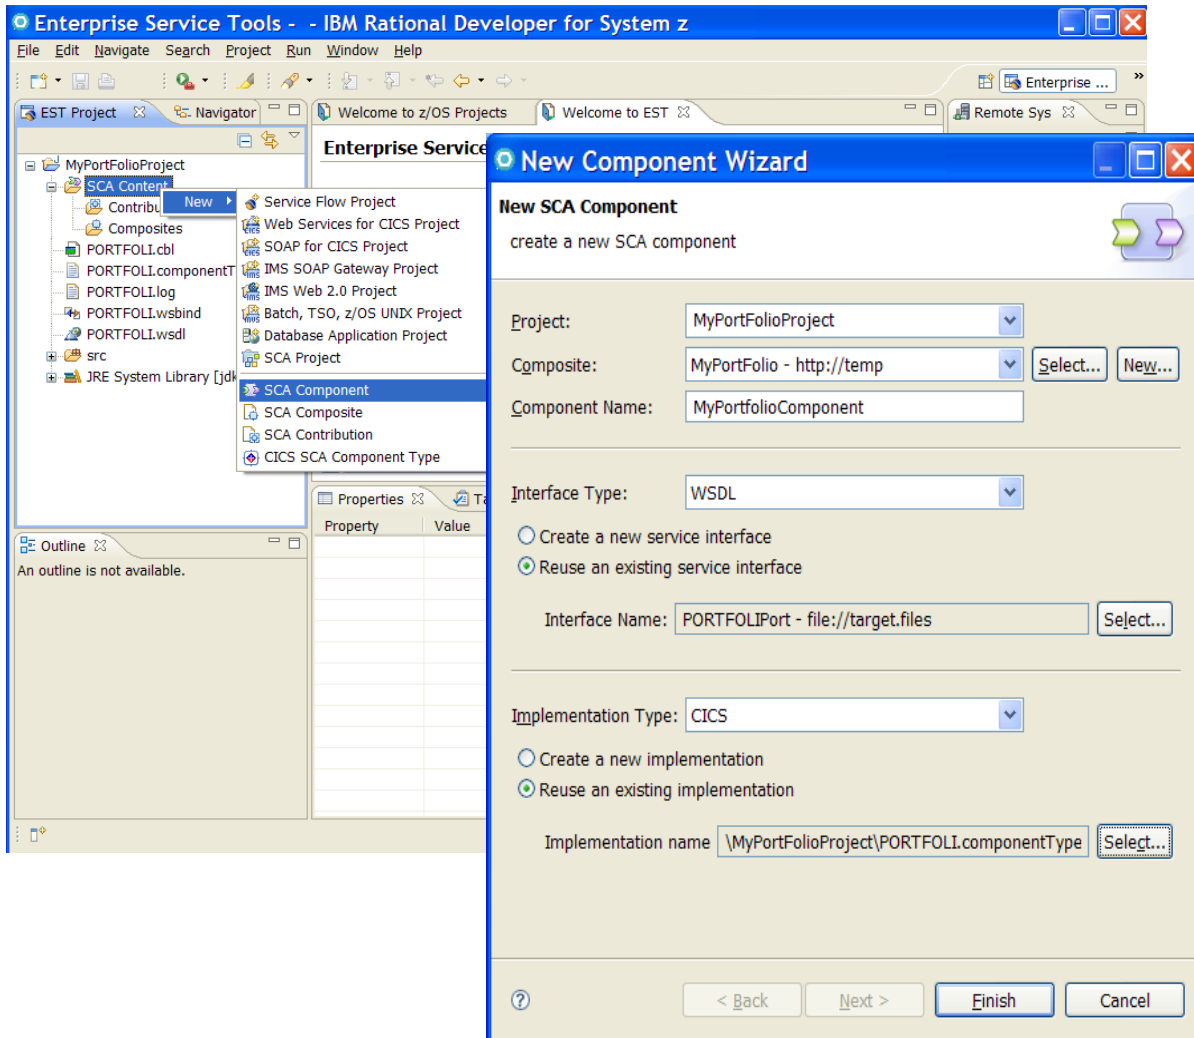 Enterprise Service Tools - - IBM Rational Developer for System z
File Edit Navigate Search Project Run Window Help
Enterprise ... »
EST Project Navigator
Welcome to z/OS Projects Welcome to EST
Remote Sys
MyPortFolioProject
SCA Content
Contribu
Composites
PORTFOLI.cbl
PORTFOLI.componentT
PORTFOLI.log
PORTFOLI.wsbind
PORTFOLI.wsdl
src
JRE System Library [jdk
New
Service Flow Project
Web Services for CICS Project
SOAP for CICS Project
IMS SOAP Gateway Project
IMS Web 2.0 Project
Batch, TSO, z/OS UNIX Project
Database Application Project
SCA Project
SCA Component
SCA Composite
SCA Contribution
CICS SCA Component Type
Enterprise Service
Properties Ta
Property Value
Outline
An outline is not available.
New Component Wizard
New SCA Component
create a new SCA component
Project: MyPortFolioProject
Composite: MyPortFolio - http://temp Select... New...
Component Name: MyPortfolioComponent
Interface Type: WSDL
Create a new service interface
Reuse an existing service interface
Interface Name: PORTFOLIPort - file://target.files Select...
Implementation Type: CICS
Create a new implementation
Reuse an existing implementation
Implementation name \MyPortFolioProject\PORTFOLI.componentType Select...
? < Back Next > Finish Cancel